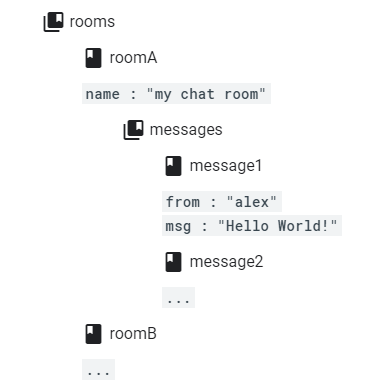 rooms
roomA
name : "my chat room"
messages
message1
from : "alex"
msg : "Hello World!"
message2
...
roomB
...